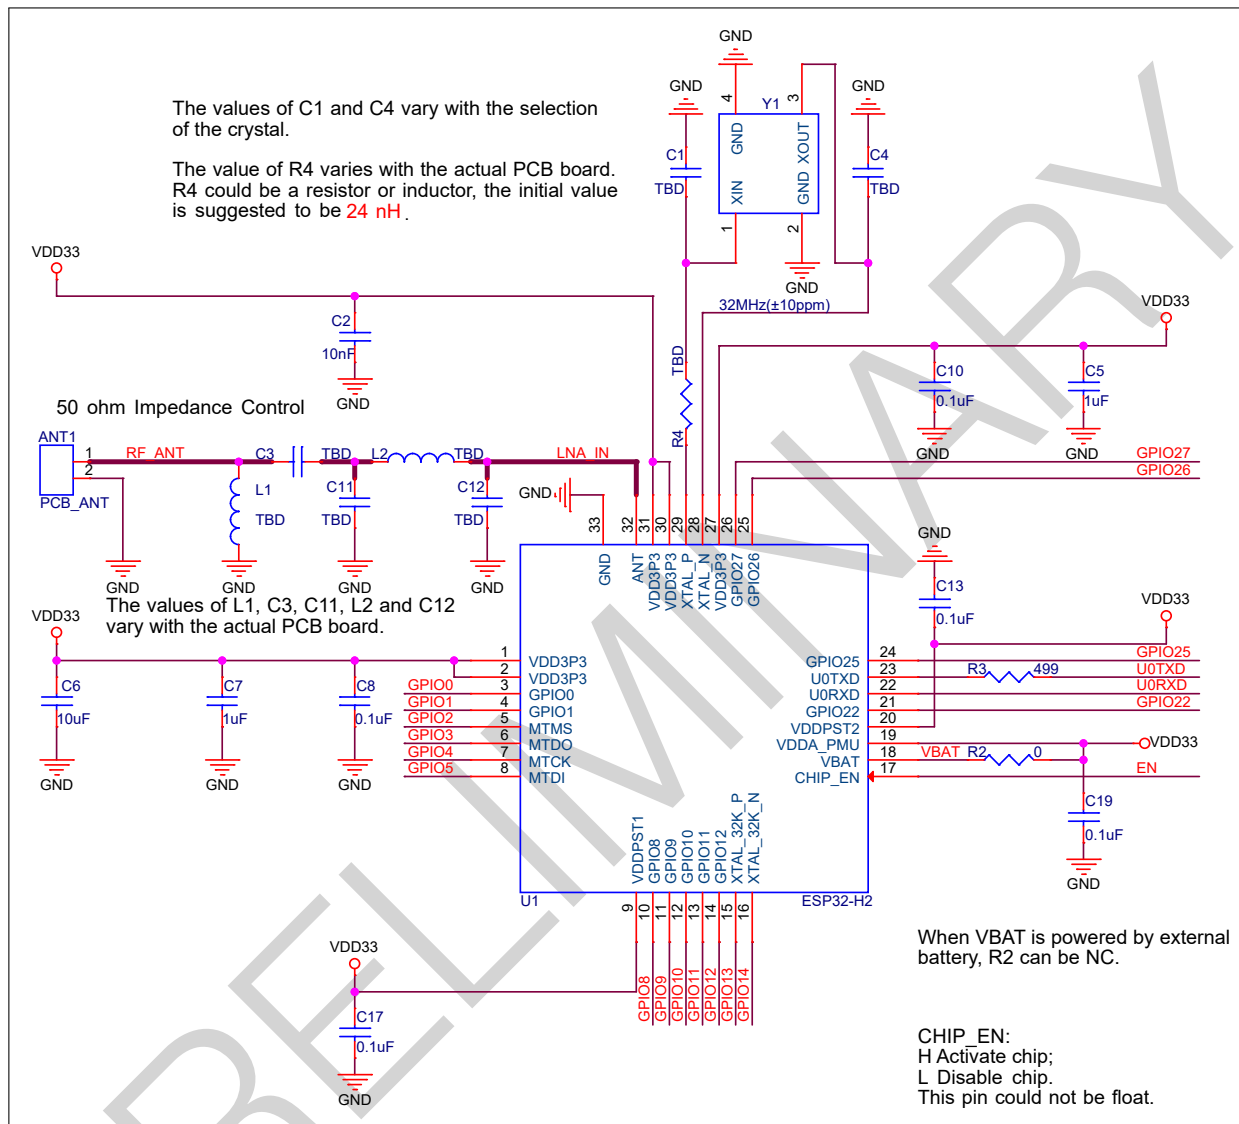 The values of C1 and C4 vary with the selection
of the crystal.
The value of R4 varies with the actual PCB board.
R4 could be a resistor or inductor, the initial value
is suggested to be 24 nH .
GND
GND
GND
4
3
Y1
GND
XOUT
XIN
GND
C1
TBD
C4
TBD
1
2
GND
32MHz(±10ppm)
VDD33
C2
10nF
GND
TBD
R4
VDD33
C10
0.1uF
GND
C5
1uF
GND
50 ohm Impedance Control
ANT1
1
2
PCB_ANT
RF_ANT
C3
TBD
L2
TBD
LNA_IN
L1
TBD
C11
TBD
C12
TBD
GND
GND
GND
GND
GND
GPIO27
GPIO26
33
32
31
30
29
28
27
26
25
GND
ANT
VDD3P3
VDD3P3
XTAL_P
XTAL_N
VDD3P3
GPIO27
GPIO26
The values of L1, C3, C11, L2 and C12
vary with the actual PCB board.
GND
C13
0.1uF
VDD33
VDD33
C6
10uF
GND
C7
1uF
GND
C8
0.1uF
GND
1 VDD3P3
2 VDD3P3
GPIO0 3 GPIO0
GPIO1 4 GPIO1
GPIO2 5 MTMS
GPIO3 6 MTDO
GPIO4 7 MTCK
GPIO5 8 MTDI
GPIO25 24 GPIO25
U0TXD 23 R3 499 U0TXD
U0RXD 22 U0RXD
GPIO22 21 GPIO22
VDDPST2 20
VDDA_PMU 19 VDD33
VBAT 18 VBAT R2 0
CHIP_EN 17 EN
C19
0.1uF
GND
VDDPST1
GPIO8
GPIO9
GPIO10
GPIO11
GPIO12
XTAL_32K_P
XTAL_32K_N
U1
ESP32-H2
9
10
11
12
13
14
15
16
GPIO8
GPIO9
GPIO10
GPIO11
GPIO12
GPIO13
GPIO14
VDD33
C17
0.1uF
GND
When VBAT is powered by external
battery, R2 can be NC.
CHIP_EN:
H Activate chip;
L Disable chip.
This pin could not be float.
PRELIMINARY